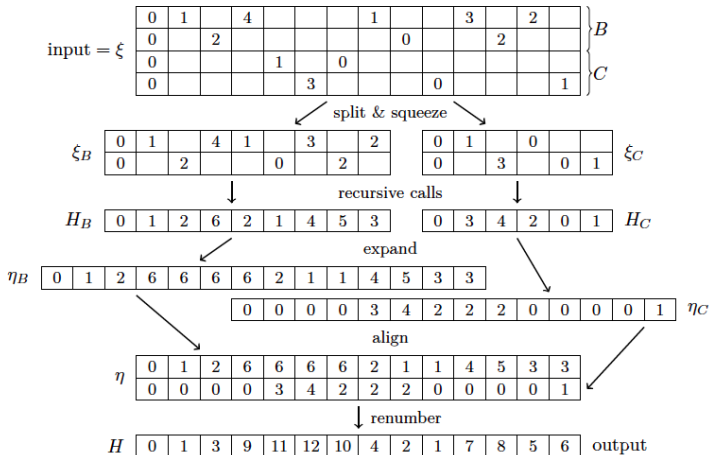 0 1 4 1 3 2
0 2 0 2 B
input = ξ
0 1 0
0 3 0 1 C
split & squeeze
ξ_B 0 1 4 1 3 2 0 1 0 ξ_C
0 2 0 2 0 3 0 1
recursive calls
H_B 0 1 2 6 2 1 4 5 3 0 3 4 2 0 1 H_C
expand
η_B 0 1 2 6 6 6 6 2 1 1 4 5 3 3
0 0 0 0 3 4 2 2 2 0 0 0 0 1 η_C
align
0 1 2 6 6 6 6 2 1 1 4 5 3 3
η
0 0 0 0 3 4 2 2 2 0 0 0 0 1
renumber
H 0 1 3 9 11 12 10 4 2 1 7 8 5 6 output